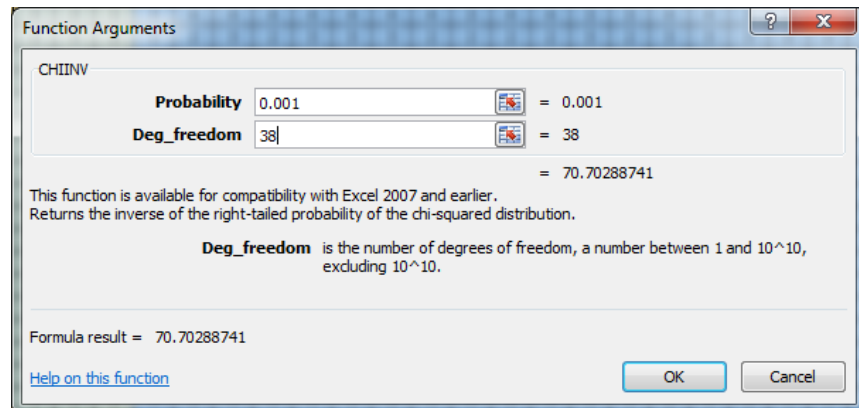 Function Arguments
CHIINV
Probability 0.001 = 0.001
Deg_freedom 38 = 38
= 70.70288741
This function is available for compatibility with Excel 2007 and earlier.
Returns the inverse of the right-tailed probability of the chi-squared distribution.
Deg_freedom is the number of degrees of freedom, a number between 1 and 10^10,
excluding 10^10.
Formula result = 70.70288741
Help on this function
OK Cancel